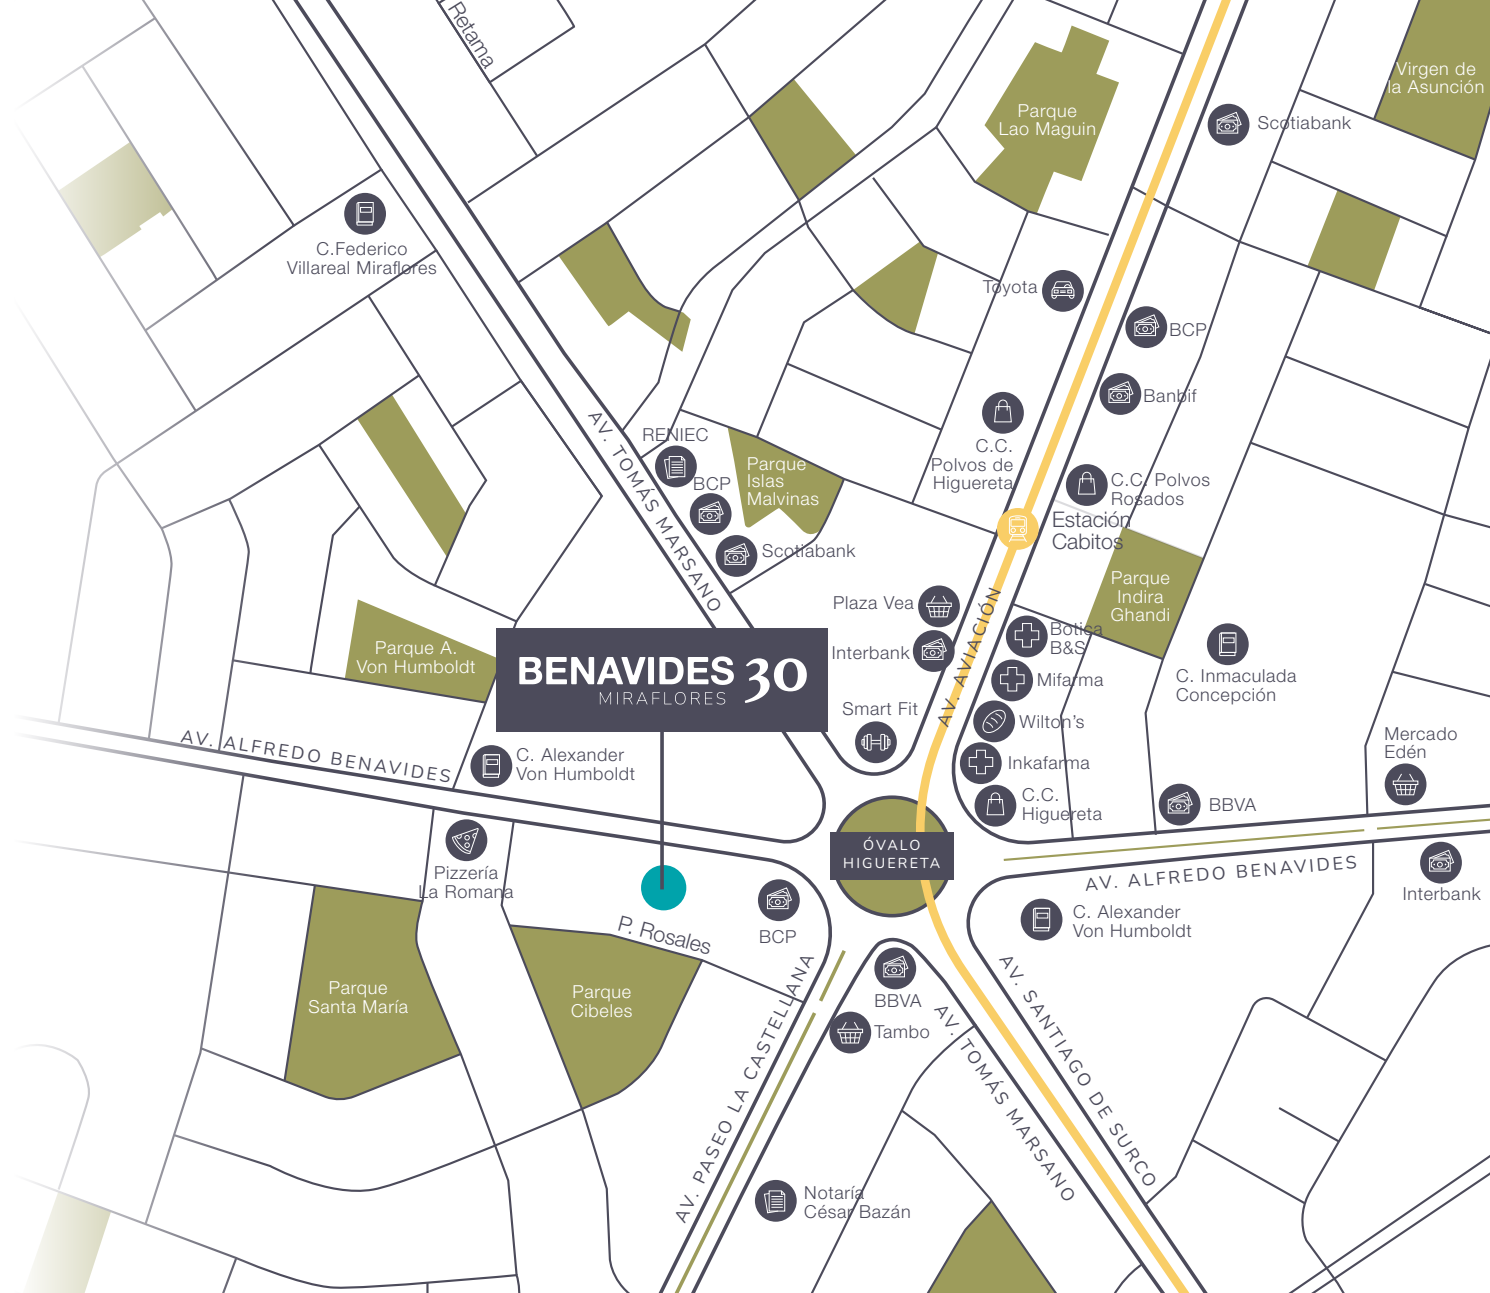 Retama
Virgen de
la Asunción
Parque
Lao Maguin
Scotiabank
C.Federico
Villareal Miraflores
Toyota
BCP
Banbif
C.C.
Polvos de
Higuereta
C.C. Polvos
Rosados
Estación
Cabitos
AV. TOMÁS MARSANO
RENIEC
BCP
Parque
Islas
Malvinas
Scotiabank
Parque
Indira
Ghandi
Plaza Vea
Interbank
AV. AVIACIÓN
Botica
B&S
Mifarma
Wilton's
Inkafarma
C.C.
Higuereta
C. Inmaculada
Concepción
Parque A.
Von Humboldt
BENAVIDES 30
MIRAFLORES
Smart Fit
AV. ALFREDO BENAVIDES
C. Alexander
Von Humboldt
Mercado
Edén
BBVA
ÓVALO
HIGUERETA
AV. ALFREDO BENAVIDES
Interbank
Pizzería
La Romana
P. Rosales
BCP
C. Alexander
Von Humboldt
Parque
Santa María
Parque
Cibeles
BBVA
Tambo
AV. PASEO LA CASTELLANA
AV. TOMÁS MARSANO
AV. SANTIAGO DE SURCO
Notaría
César Bazán